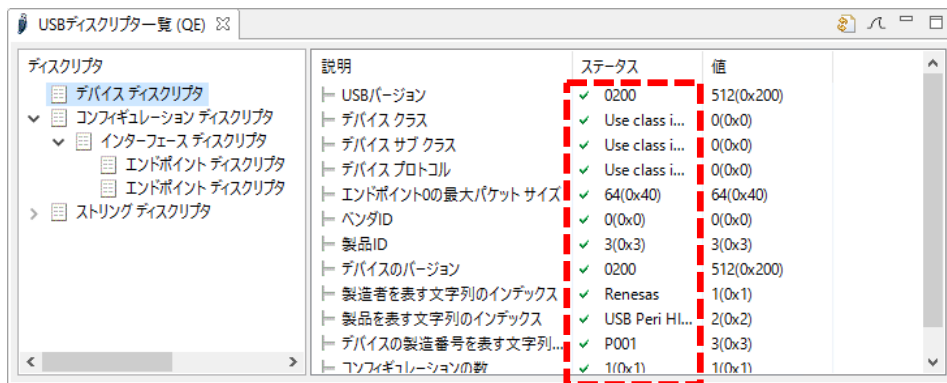 USBディスクリプター覧 (QE)
ディスクリプタ
デバイス ディスクリプタ
コンフィギュレーション ディスクリプタ
インターフェース ディスクリプタ
エンドポイント ディスクリプタ
エンドポイント ディスクリプタ
ストリング ディスクリプタ
説明 ステータス 値
USBバージョン 0200 512(0x200)
デバイス クラス Use class i... 0(0x0)
デバイス サブ クラス Use class i... 0(0x0)
デバイス プロトコル Use class i... 0(0x0)
エンドポイント0の最大パケット サイズ 64(0x40) 64(0x40)
ベンダID 0(0x0) 0(0x0)
製品ID 3(0x3) 3(0x3)
デバイスのバージョン 0200 512(0x200)
製造者を表す文字列のインデックス Renesas 1(0x1)
製品を表す文字列のインデックス USB Peri HI... 2(0x2)
デバイスの製造番号を表す文字列... P001 3(0x3)
コンフィギュレーションの数 1(0x1) 1(0x1)